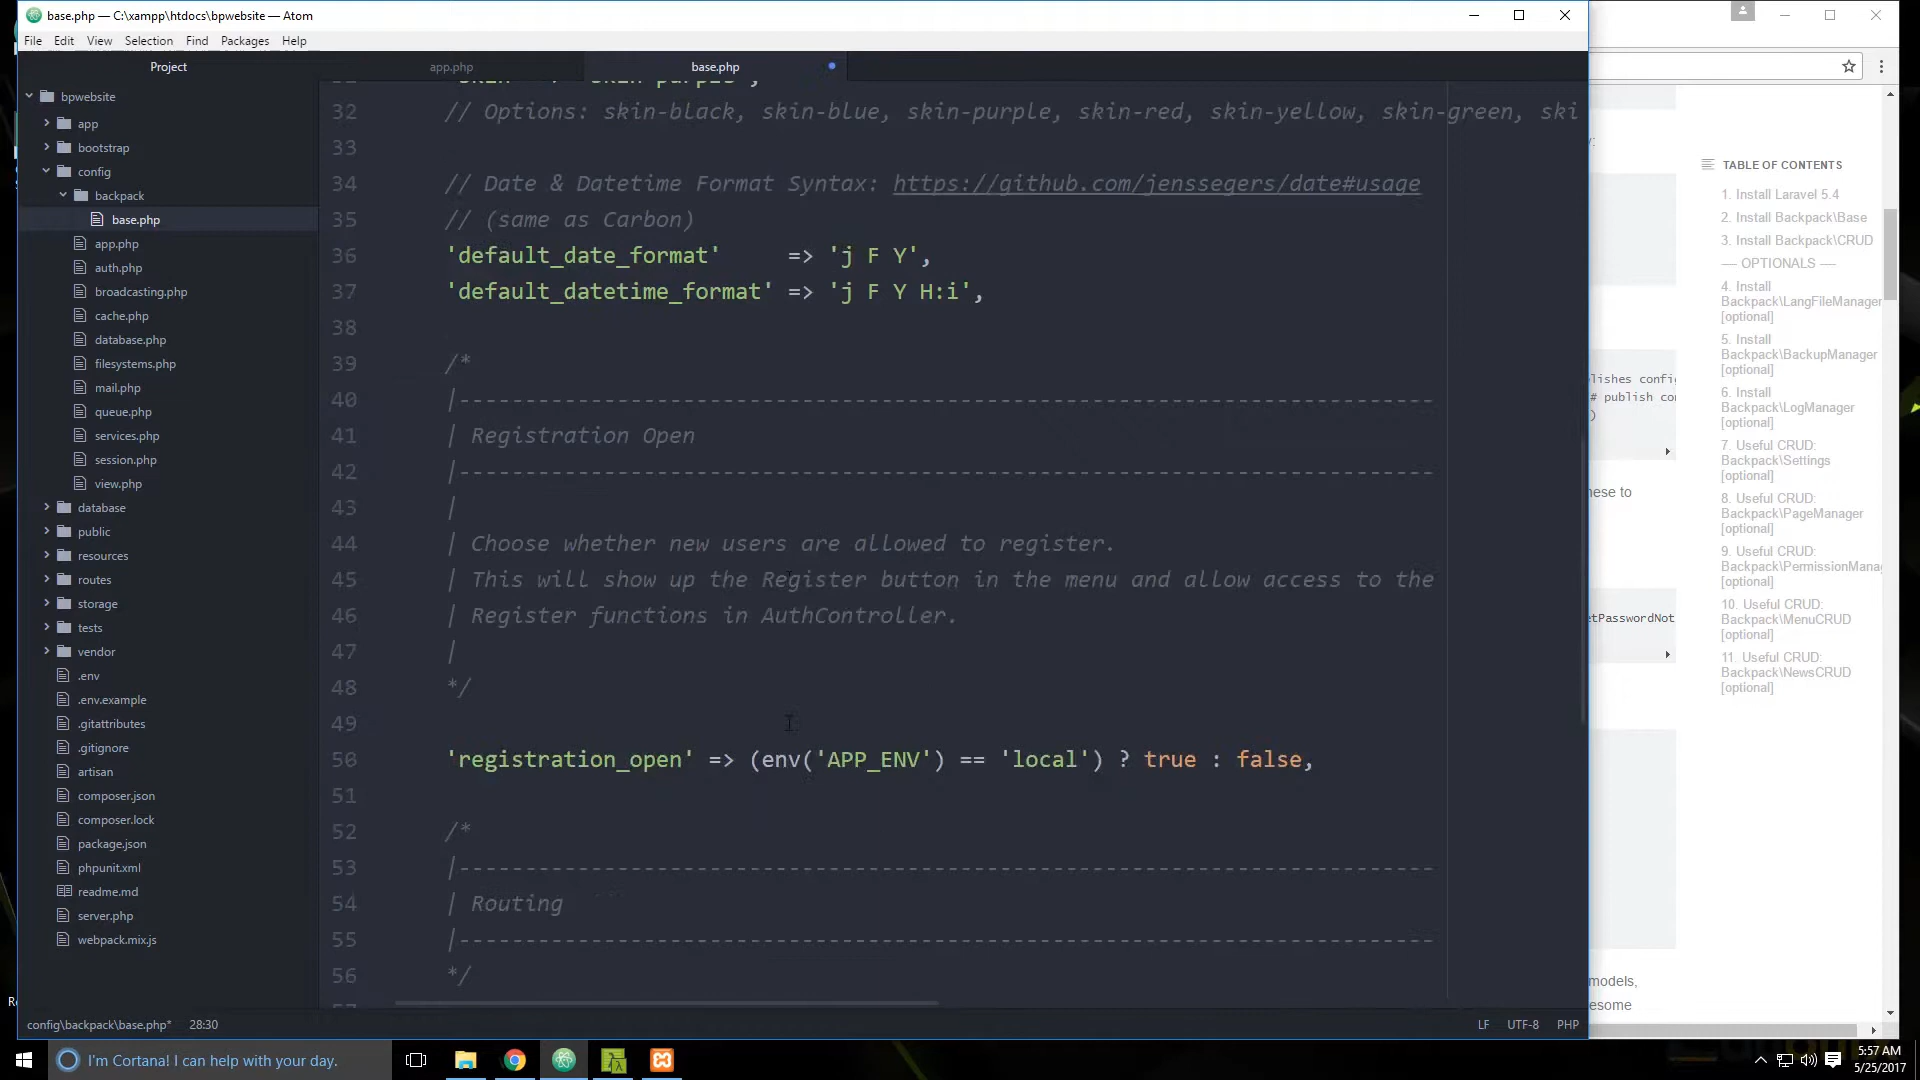 base.php — C:\xampp\htdocs\bpwebsite — Atom
File Edit View Selection Find Packages Help
Project
app.php
base.php
bpwebsite
app
bootstrap
config
backpack
base.php
app.php
auth.php
broadcasting.php
cache.php
database.php
filesystems.php
mail.php
queue.php
services.php
session.php
view.php
database
public
resources
routes
storage
tests
vendor
.env
.env.example
.gitattributes
.gitignore
artisan
composer.json
composer.lock
package.json
phpunit.xml
readme.md
server.php
webpack.mix.js
32 // Options: skin-black, skin-blue, skin-purple, skin-red, skin-yellow, skin-green, ski
33
34 // Date & Datetime Format Syntax: https://github.com/jenssegers/date#usage
35 // (same as Carbon)
36 'default_date_format' => 'j F Y',
37 'default_datetime_format' => 'j F Y H:i',
38
39 /*
40 |--------------------------------------------------------------------------
41 | Registration Open
42 |--------------------------------------------------------------------------
43 |
44 | Choose whether new users are allowed to register.
45 | This will show up the Register button in the menu and allow access to the
46 | Register functions in AuthController.
47 |
48 */
49
50 'registration_open' => (env('APP_ENV') == 'local') ? true : false,
51
52 /*
53 |--------------------------------------------------------------------------
54 | Routing
55 |--------------------------------------------------------------------------
56 */
config\backpack\base.php* 28:30
LF UTF-8 PHP
y:
lishes config
# publish con
)
hese to
etPasswordNot
models,
esome
TABLE OF CONTENTS
1. Install Laravel 5.4
2. Install Backpack\Base
3. Install Backpack\CRUD
— OPTIONALS —
4. Install
Backpack\LangFileManager
[optional]
5. Install
Backpack\BackupManager
[optional]
6. Install
Backpack\LogManager
[optional]
7. Useful CRUD:
Backpack\Settings
[optional]
8. Useful CRUD:
Backpack\PageManager
[optional]
9. Useful CRUD:
Backpack\PermissionMana
[optional]
10. Useful CRUD:
Backpack\MenuCRUD
[optional]
11. Useful CRUD:
Backpack\NewsCRUD
[optional]
I'm Cortana! I can help with your day.
5:57 AM
5/25/2017